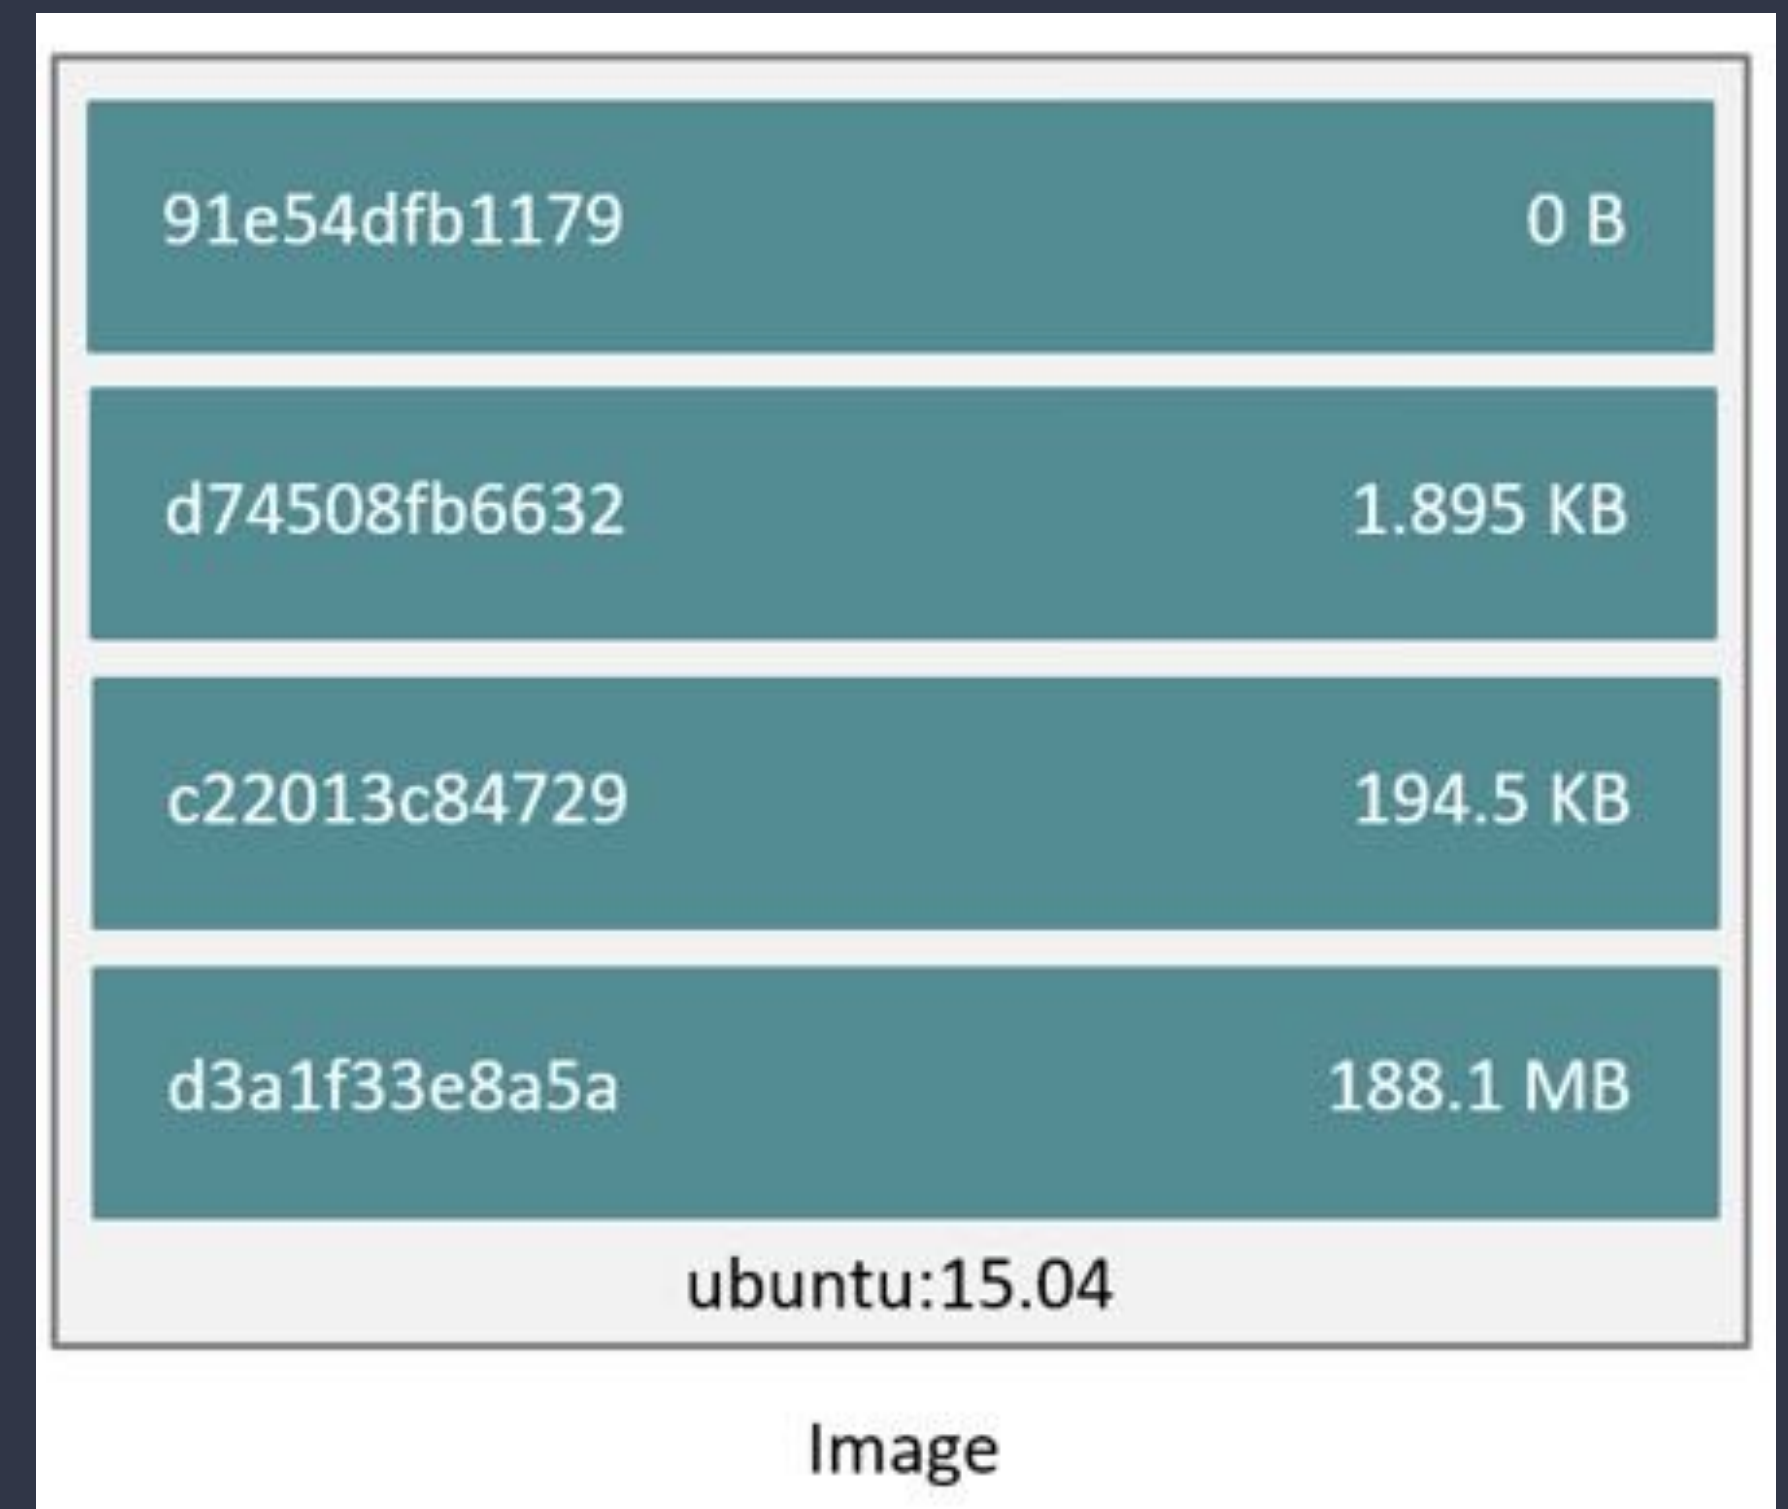 91e54dfb1179 0 B
d74508fb6632 1.895 KB
c22013c84729 194.5 KB
d3a1f33e8a5a 188.1 MB
ubuntu:15.04
Image